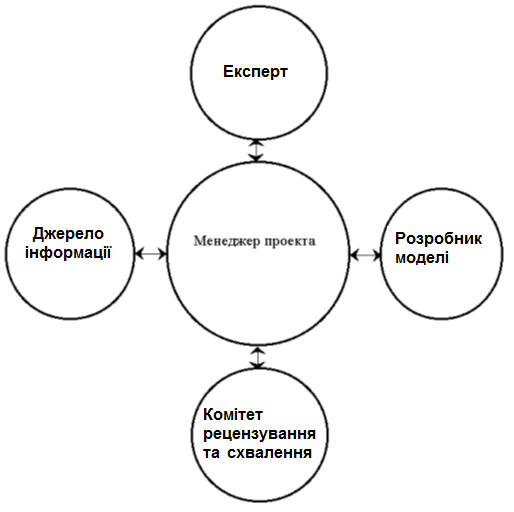 Експерт
Менеджер проекта
Джерело
інформації
Розробник
моделі
Комітет
рецензування
та схвалення